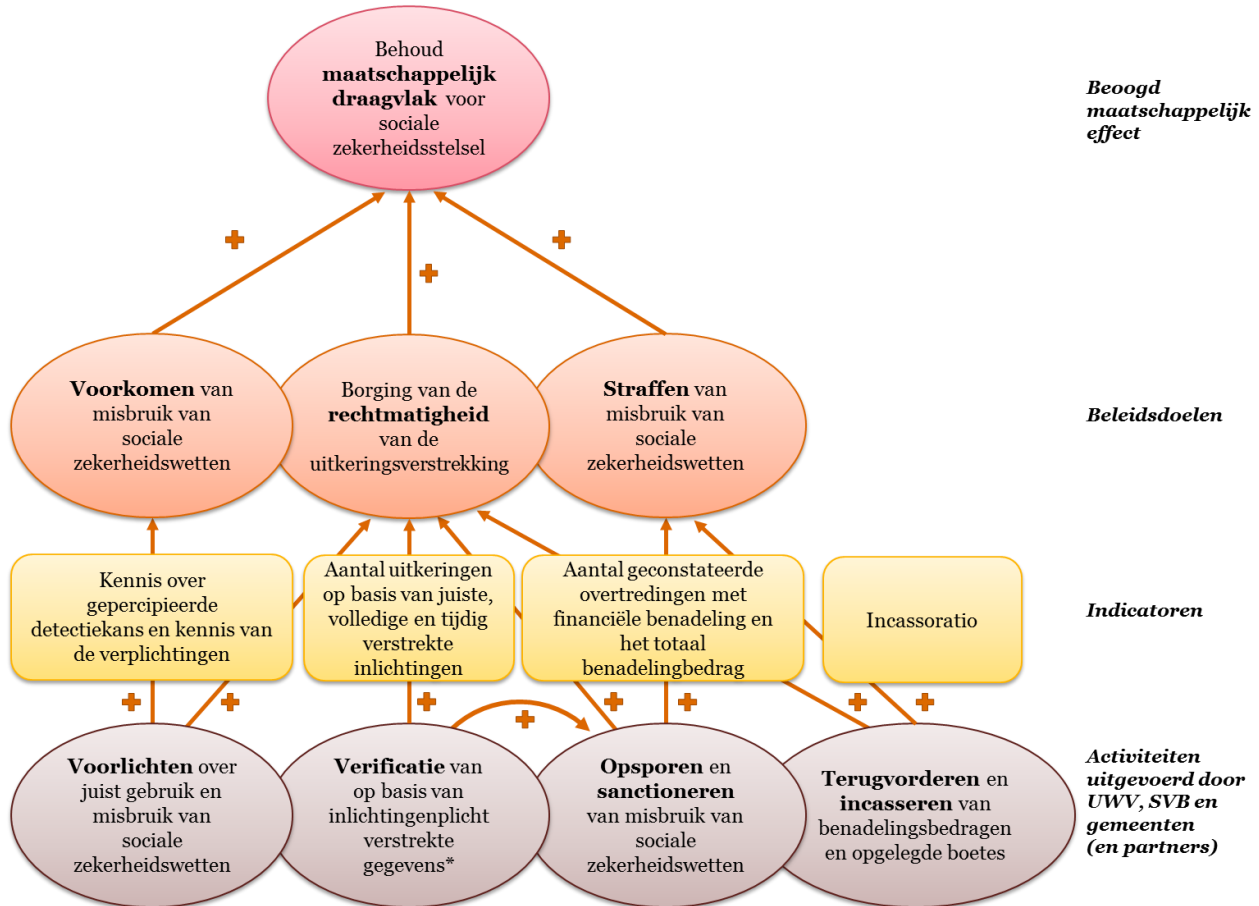 Behoud
maatschappelijk
draagvlak voor
sociale
zekerheidsstelsel
Beoogd
maatschappelijk
effect
Voorkomen van
misbruik van
sociale
zekerheidswetten
Borging van de
rechtmatigheid
van de
uitkeringsverstrekking
Straffen van
misbruik van
sociale
zekerheidswetten
Beleidsdoelen
Kennis over
gepercipieerde
detectiekans en kennis van
de verplichtingen
Aantal uitkeringen
op basis van juiste,
volledige en tijdig
verstrekte
inlichtingen
Aantal geconstateerde
overtredingen met
financiële benadeling en
het totaal
benadelingbedrag
Incassoratio
Indicatoren
Voorlichten over
juist gebruik en
misbruik van
sociale
zekerheidswetten
Verificatie van
op basis van
inlichtingenplicht
verstrekte
gegevens*
Opsporen en
sanctioneren
van misbruik van
sociale
zekerheidswetten
Terugvorderen en
incasseren van
benadelingsbedragen
en opgelegde boetes
Activiteiten
uitgevoerd door
UWV, SVB en
gemeenten
(en partners)